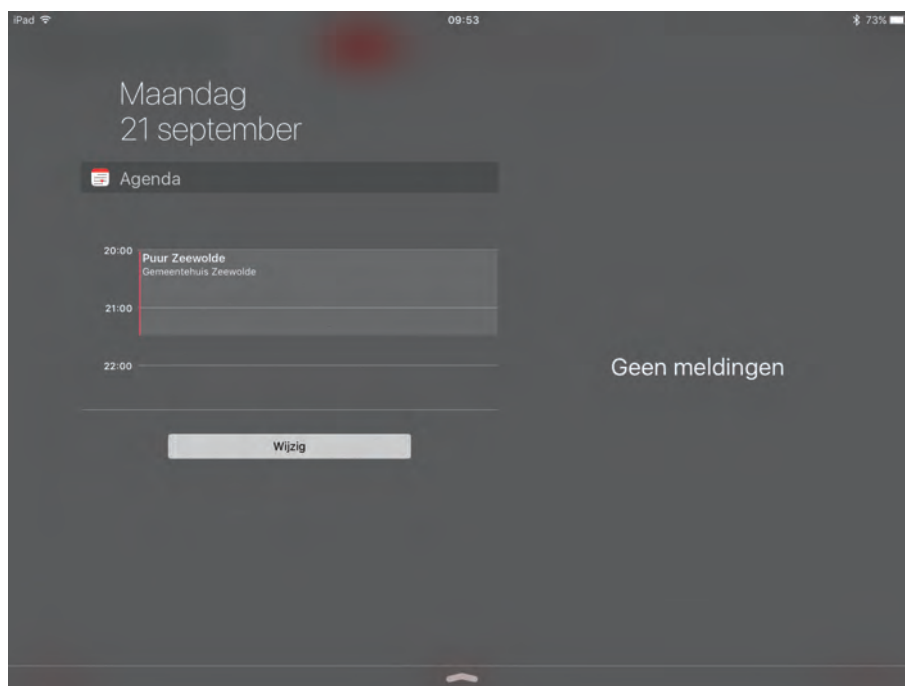 iPad
09:53
73%
Maandag
21 september
Agenda
20:00
Puur Zeewolde
Gemeentehuis Zeewolde
21:00
22:00
Geen meldingen
Wijzig